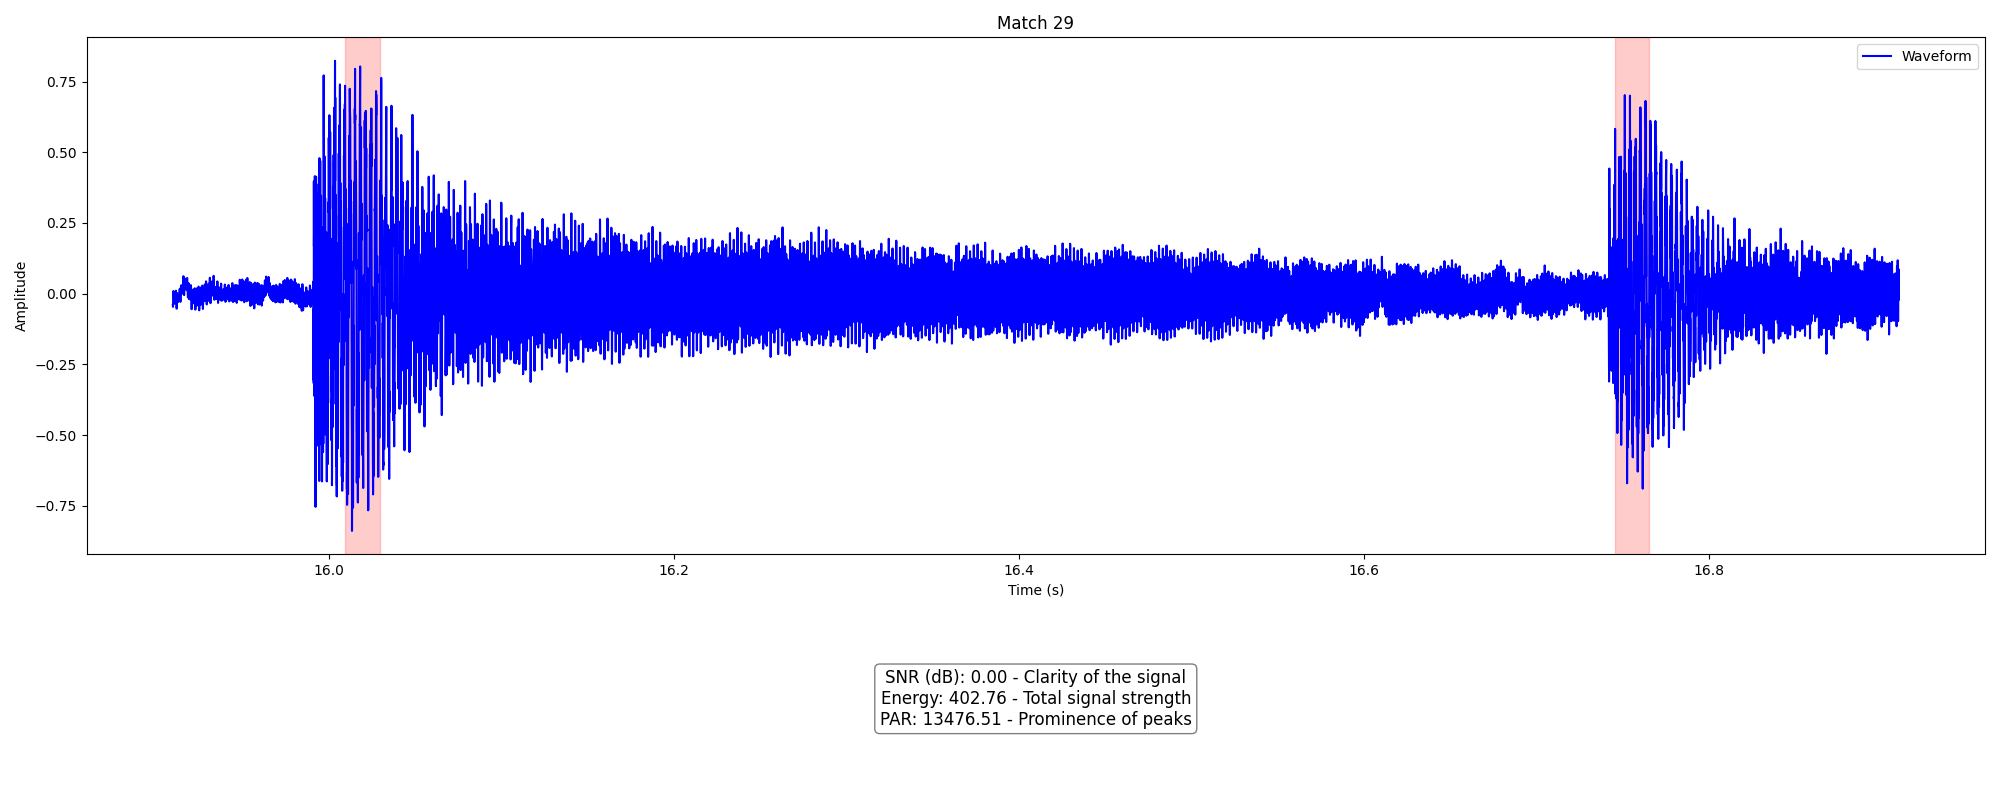 Match 29
Waveform
Amplitude
0.75
0.50
0.25
0.00
−0.25
−0.50
−0.75
16.0 16.2 16.4 16.6 16.8
Time (s)
SNR (dB): 0.00 - Clarity of the signal
Energy: 402.76 - Total signal strength
PAR: 13476.51 - Prominence of peaks